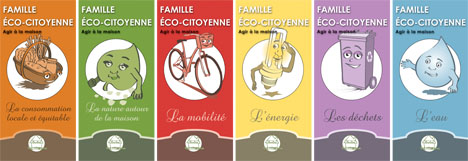 FAMILLE
ÉCO-CITOYENNE
Agir à la maison
La consommation
locale et équitable
FAMILLE
ÉCO-CITOYENNE
Agir à la maison
La nature autour
de la maison
FAMILLE
ÉCO-CITOYENNE
Agir à la maison
La mobilité
FAMILLE
ÉCO-CITOYENNE
Agir à la maison
L'énergie
FAMILLE
ÉCO-CITOYENNE
Agir à la maison
Les déchets
FAMILLE
ÉCO-CITOYENNE
Agir à la maison
L'eau